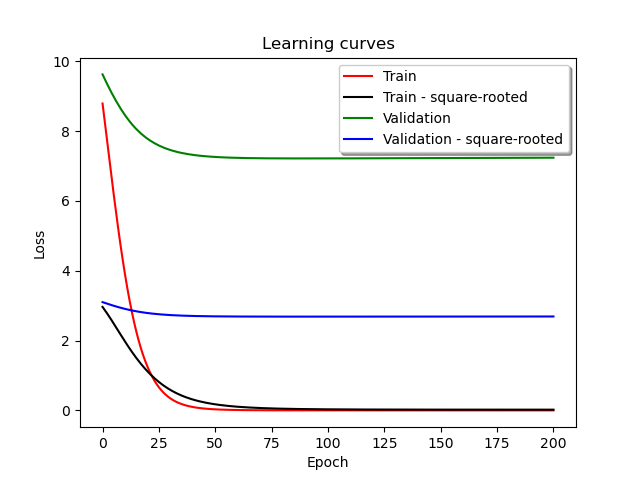 Learning curves
Train
Train - square-rooted
Validation
Validation - square-rooted
Loss
10
8
6
4
2
0
0 25 50 75 100 125 150 175 200
Epoch